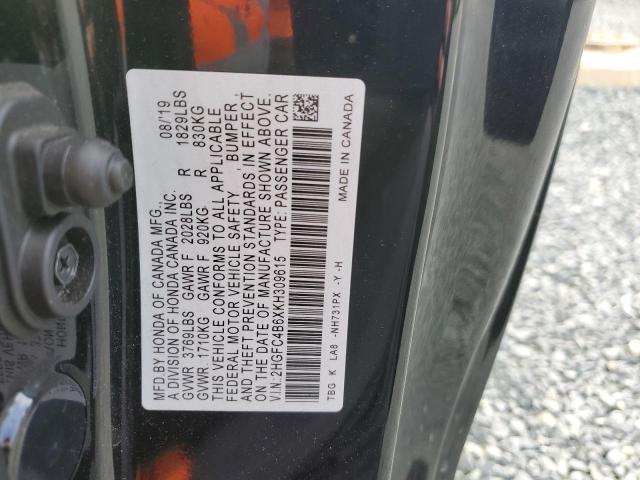 MFD.BY HONDA OF CANADA MFG., 08/'19
A DIVISION OF HONDA CANADA INC.
GVWR 3769LBS GAWR F 2028LBS R 1829LBS
GVWR 1710KG GAWR F 920KG R 830KG
THIS VEHICLE CONFORMS TO ALL APPLICABLE
FEDERAL MOTOR VEHICLE SAFETY, BUMPER,
AND THEFT PREVENTION STANDARDS IN EFFECT
ON THE DATE OF MANUFACTURE SHOWN ABOVE.
V.I.N.:2HGFC4B6XKH309615 TYPE:PASSENGER CAR
TBG K LA8 -NH731PX -Y -H MADE IN CANADA